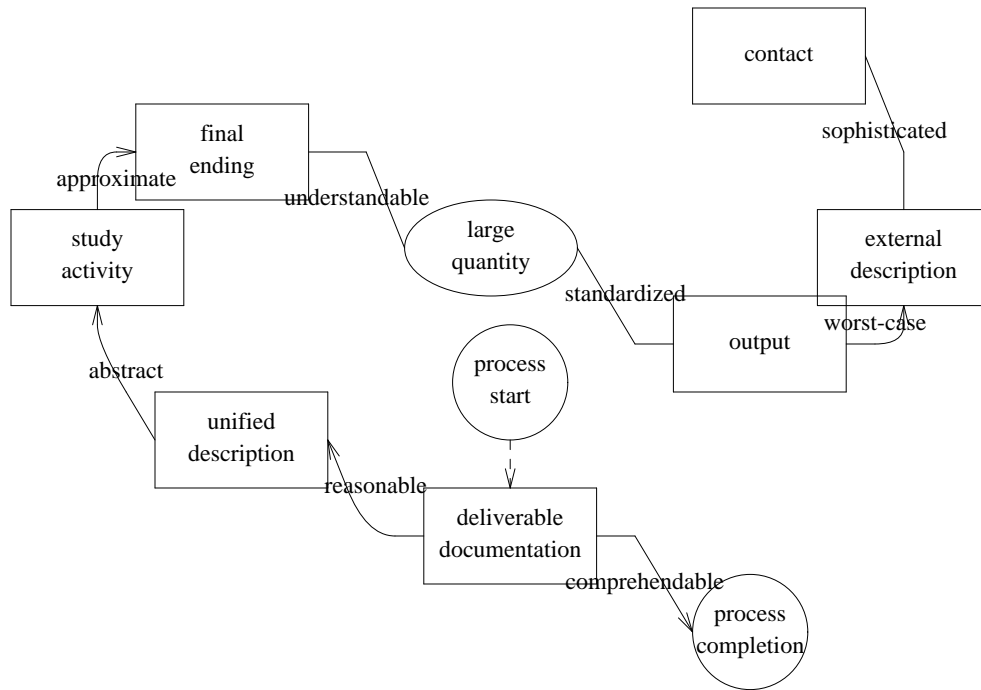 contact
sophisticated
final
ending
approximate
understandable
study
activity
large
quantity
external
description
standardized
output
worst-case
process
start
abstract
unified
description
reasonable
deliverable
documentation
comprehendable
process
completion